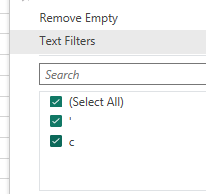 Remove Empty
Text Filters
Search
(Select All)
'
c